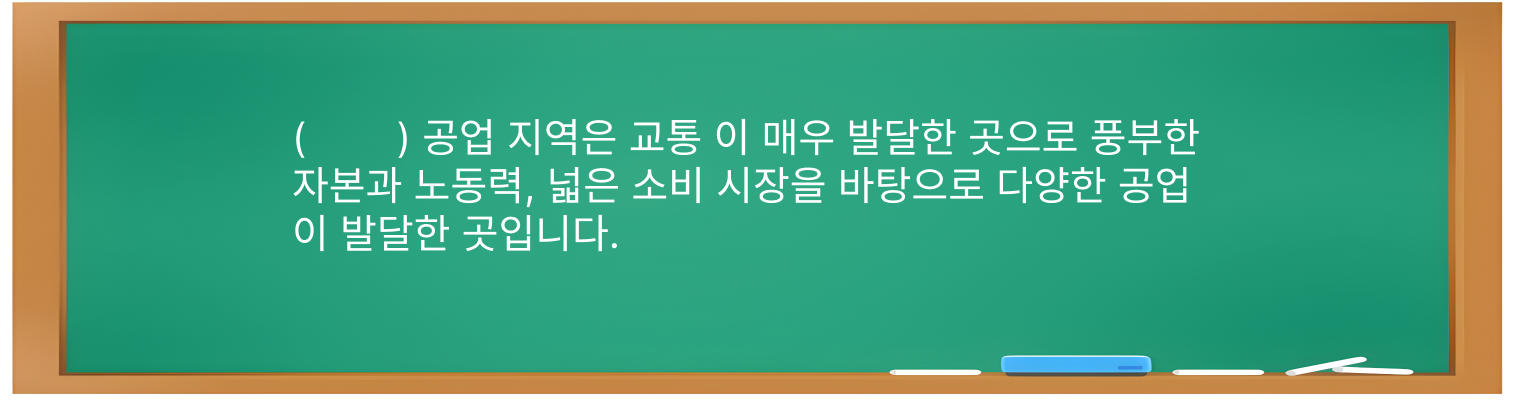 (       ) 공업 지역은 교통 이 매우 발달한 곳으로 풍부한
자본과 노동력, 넓은 소비 시장을 바탕으로 다양한 공업
이 발달한 곳입니다.